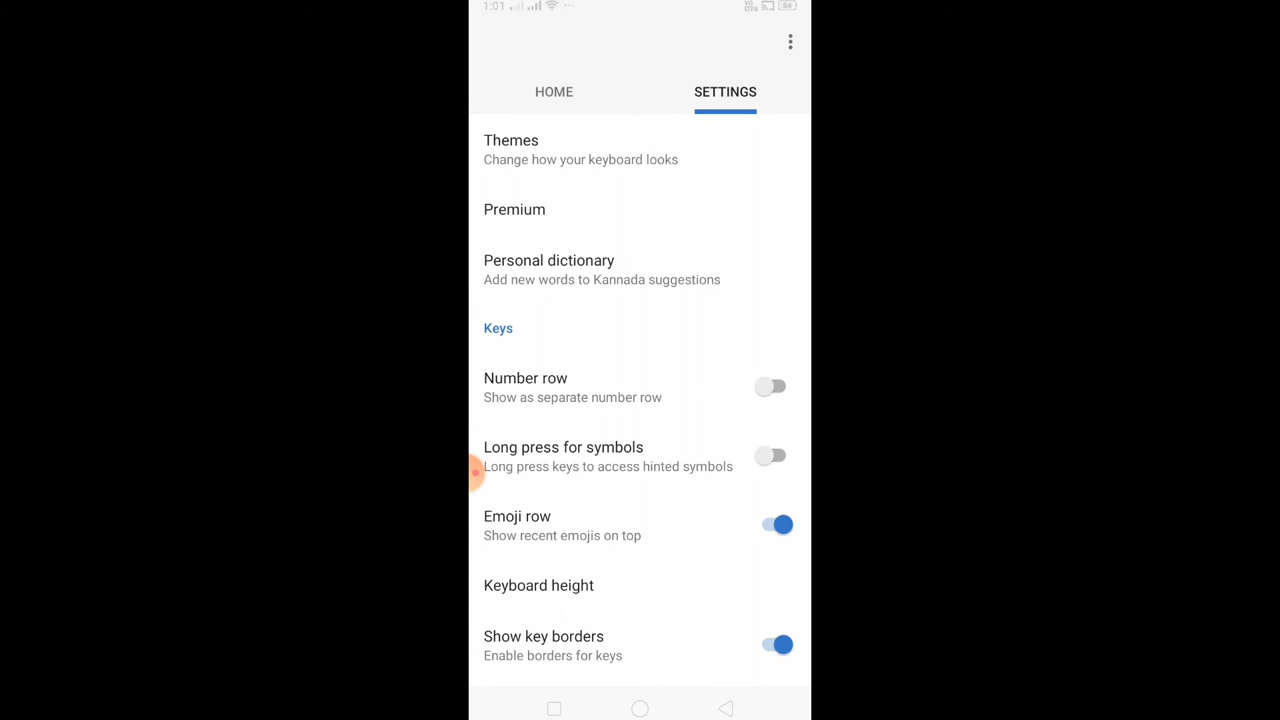 1:01
84
HOME
SETTINGS
Themes
Change how your keyboard looks
Premium
Personal dictionary
Add new words to Kannada suggestions
Keys
Number row
Show as separate number row
Long press for symbols
Long press keys to access hinted symbols
Emoji row
Show recent emojis on top
Keyboard height
Show key borders
Enable borders for keys